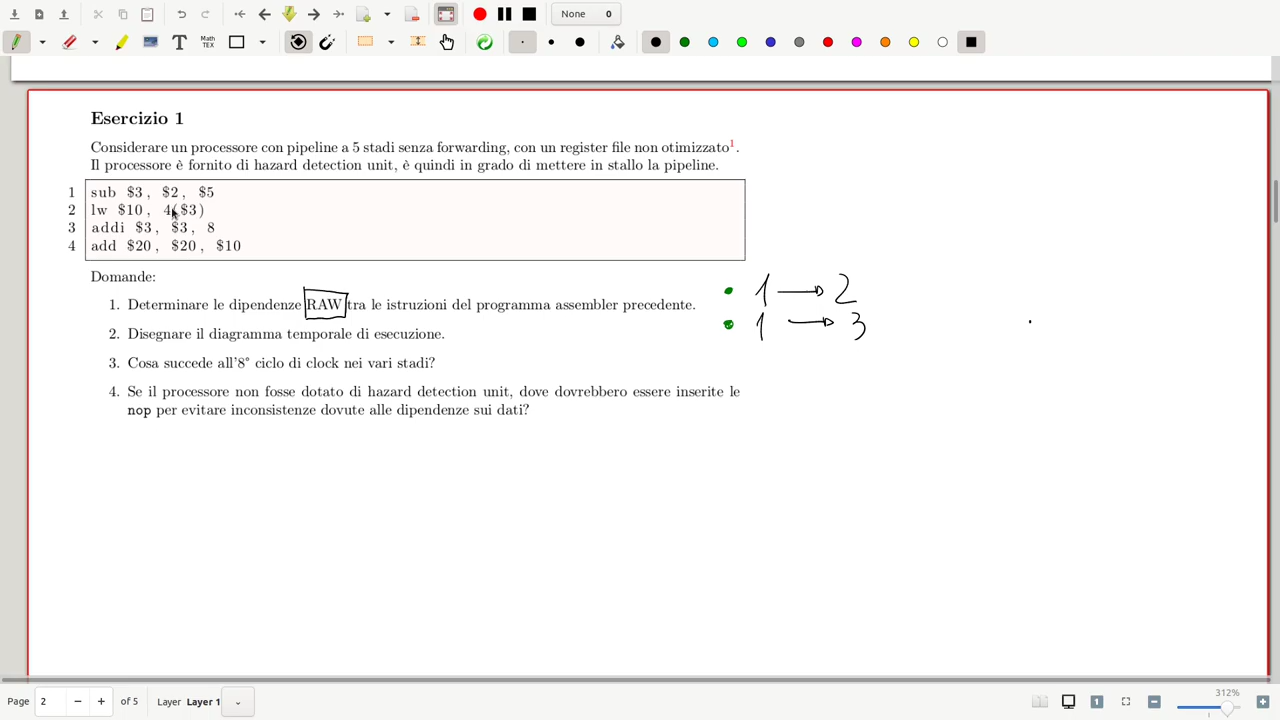 None 0
Math
TEX
T
Esercizio 1
Considerare un processore con pipeline a 5 stadi senza forwarding, con un register file non otimizzato1.
Il processore è fornito di hazard detection unit, è quindi in grado di mettere in stallo la pipeline.
1 sub $3, $2, $5
2 lw $10, 4($3)
3 addi $3, $3, 8
4 add $20, $20, $10
Domande:
1. Determinare le dipendenze RAW tra le istruzioni del programma assembler precedente.
2. Disegnare il diagramma temporale di esecuzione.
3. Cosa succede all'8° ciclo di clock nei vari stadi?
4. Se il processore non fosse dotato di hazard detection unit, dove dovrebbero essere inserite le
nop per evitare inconsistenze dovute alle dipendenze sui dati?
• 1 → 2
• 1 → 3
Page 2 − + of 5 Layer Layer 1
1
312%